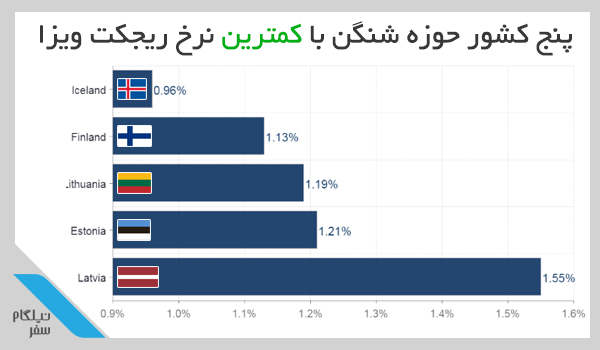 پنج کشور حوزه شنگن با کمترین نرخ ریجکت ویزا
Iceland 0.96%
Finland 1.13%
Lithuania 1.19%
Estonia 1.21%
Latvia 1.55%
0.9% 1.0% 1.1% 1.2% 1.3% 1.4% 1.5% 1.6%
نیلگام
سفر